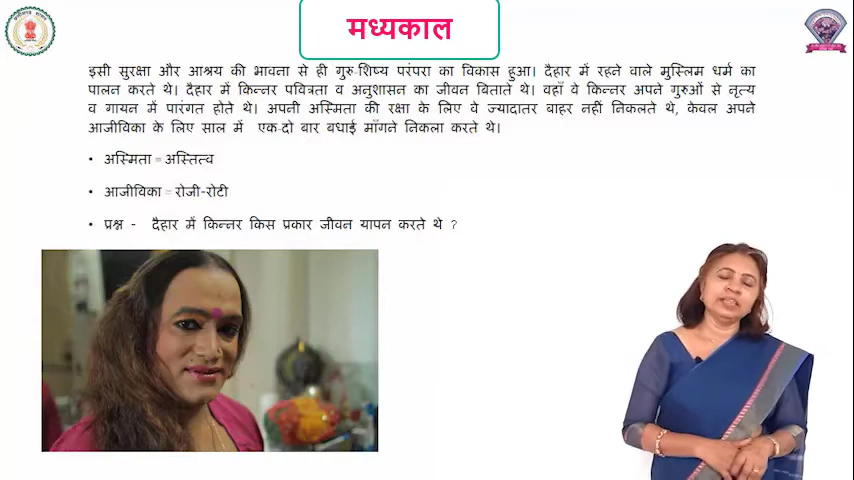 मध्यकाल
इसी सुरक्षा और आश्रय की भावना से ही गुरु-शिष्य परंपरा का विकास हुआ। दैहार में रहने वाले मुस्लिम धर्म का
पालन करते थे। दैहार में किन्नर पवित्रता व अनुशासन का जीवन बिताते थे। वहाँ वे किन्नर अपने गुरुओं से नृत्य
व गायन में पारंगत होते थे। अपनी अस्मिता की रक्षा के लिए वे ज्यादातर बाहर नहीं निकलते थे, केवल अपने
आजीविका के लिए साल में एक-दो बार बधाई माँगने निकला करते थे।
• अस्मिता = अस्तित्व
• आजीविका = रोजी-रोटी
• प्रश्न - दैहार में किन्नर किस प्रकार जीवन यापन करते थे ?